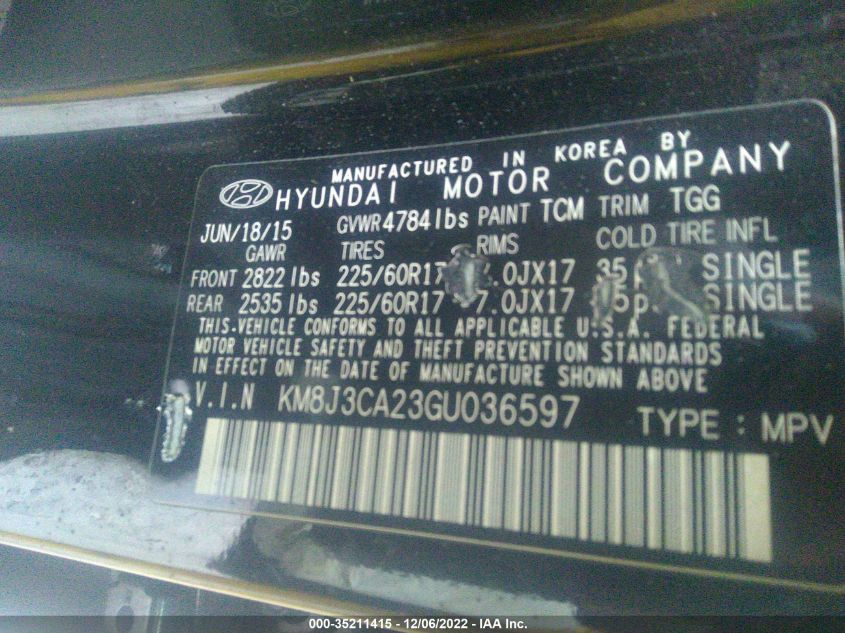 MANUFACTURED IN KOREA BY
HYUNDAI MOTOR COMPANY
JUN/18/15 GVWR 4784 lbs PAINT TCM TRIM TGG
GAWR TIRES RIMS COLD TIRE INFL
FRONT 2822 lbs 225/60R17 .0JX17 35 SINGLE
REAR 2535 lbs 225/60R17 7.0JX17 SINGLE
THIS VEHICLE CONFORMS TO ALL APPLICABLE U.S.A. FEDERAL
MOTOR VEHICLE SAFETY AND THEFT PREVENTION STANDARDS
IN EFFECT ON THE DATE OF MANUFACTURE SHOWN ABOVE
V.I.N KM8J3CA23GU036597 TYPE : MPV
000-35211415 - 12/06/2022 - IAA Inc.